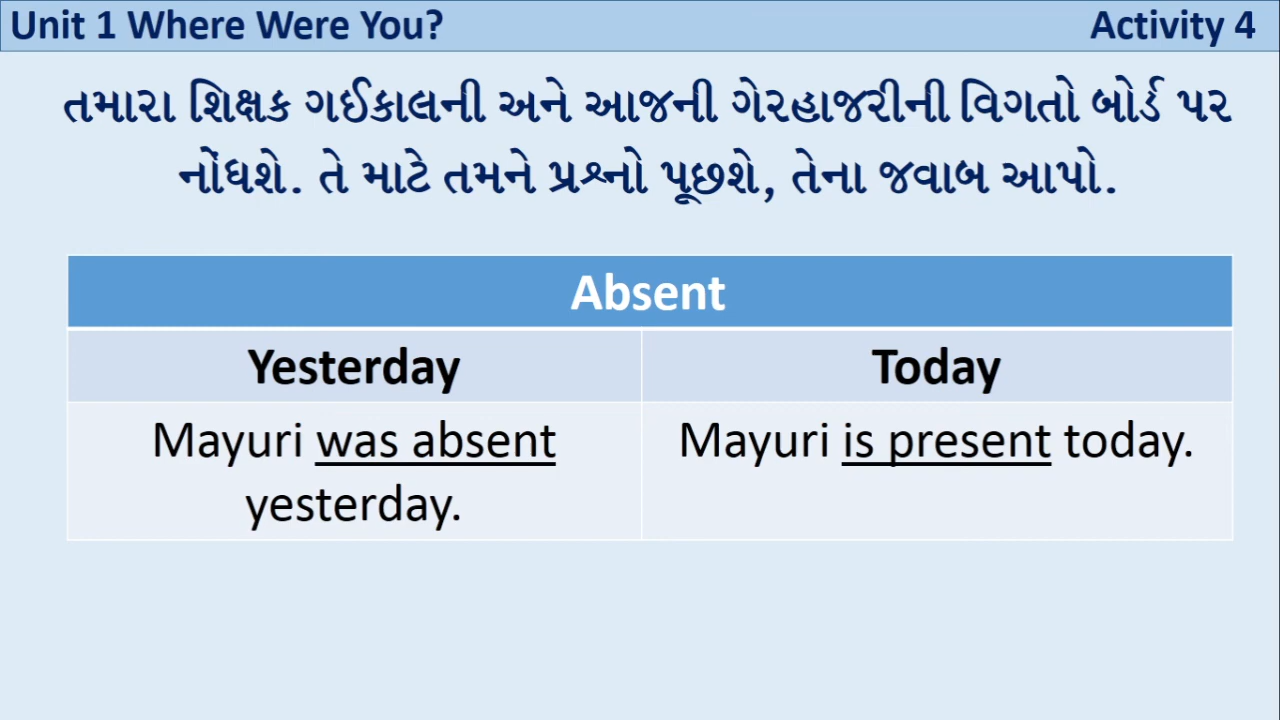 Unit 1 Where Were You?
Activity 4
તમારા શિક્ષક ગઈકાલની અને આજની ગેરહાજરીની વિગતો બોર્ડ પર
નોંધશે. તે માટે તમને પ્રશ્નો પૂછશે, તેના જવાબ આપો.
Absent
Yesterday
Today
Mayuri was absent
yesterday.
Mayuri is present today.